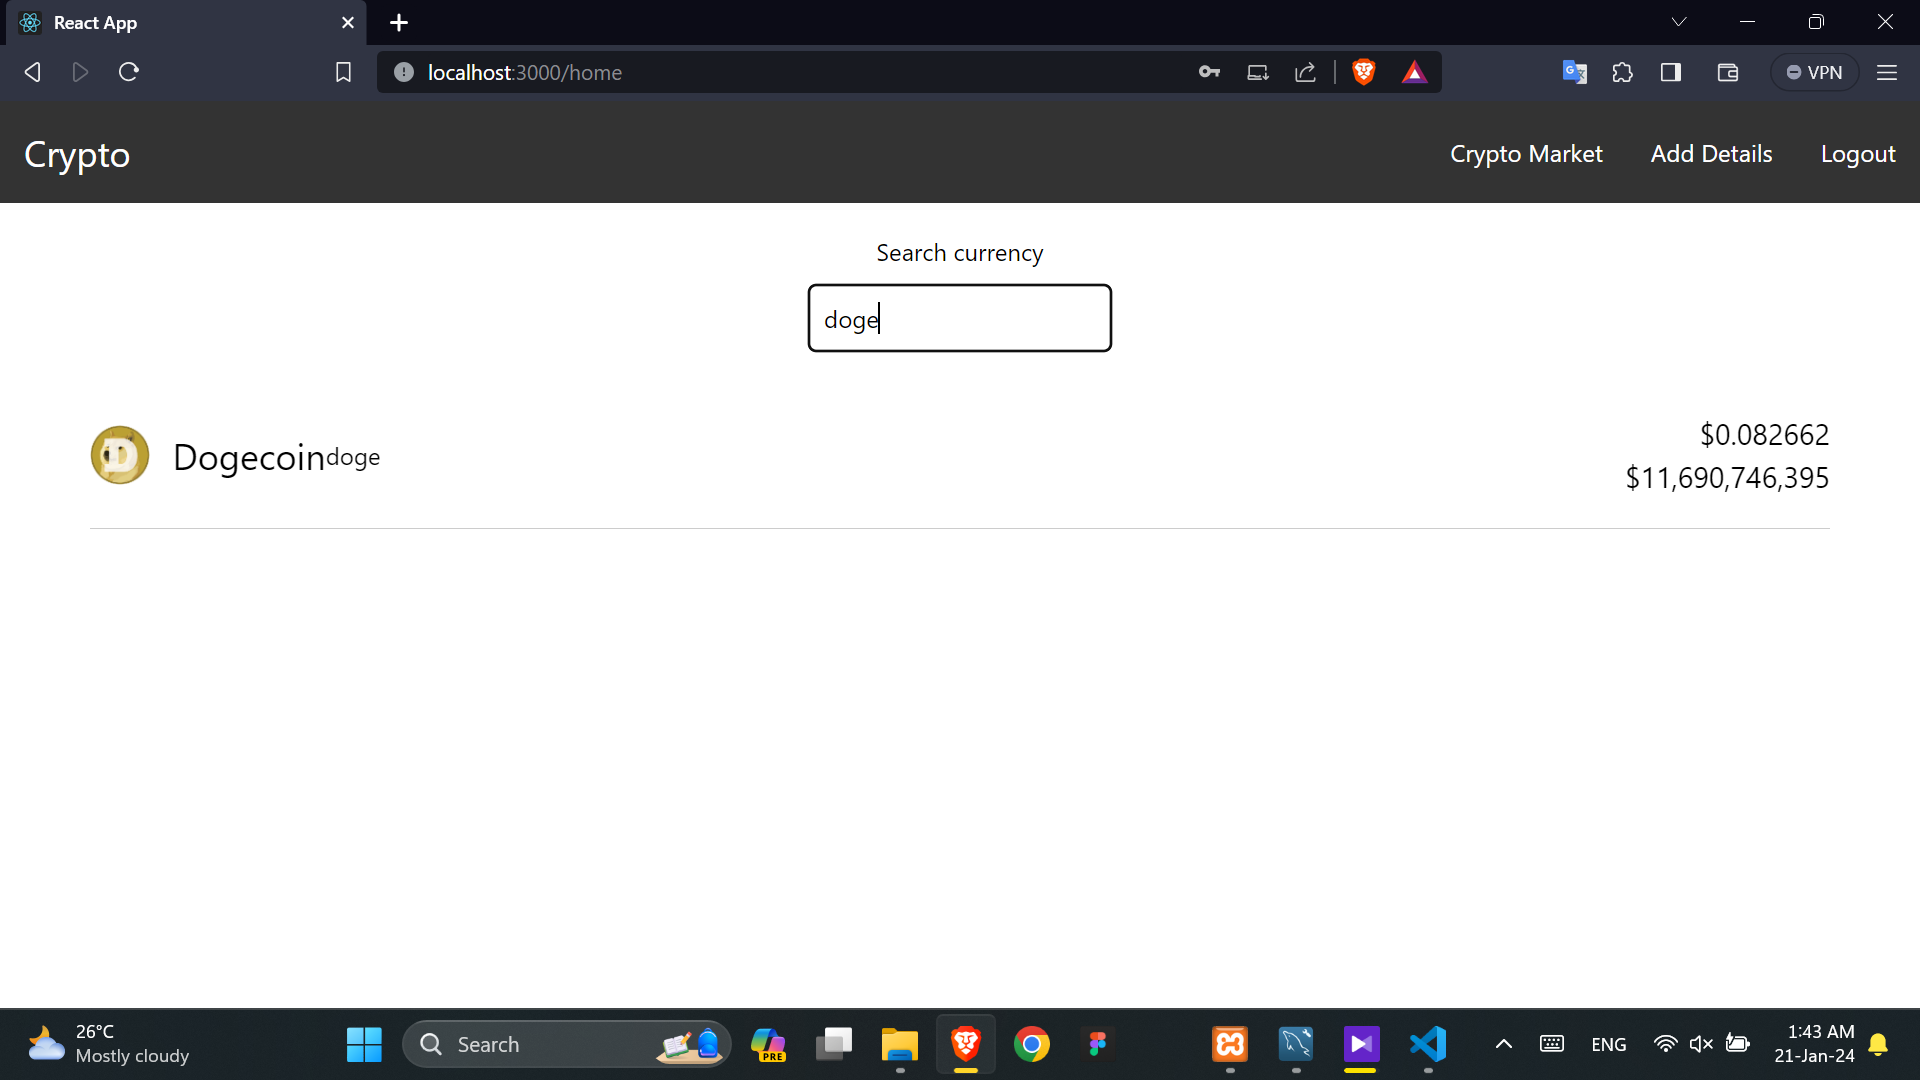 React App
localhost:3000/home
VPN
Crypto
Crypto Market
Add Details
Logout
Search currency
doge
Dogecoindoge
$0.082662
$11,690,746,395
26°C
Mostly cloudy
Search
PRE
ENG
1:43 AM
21-Jan-24